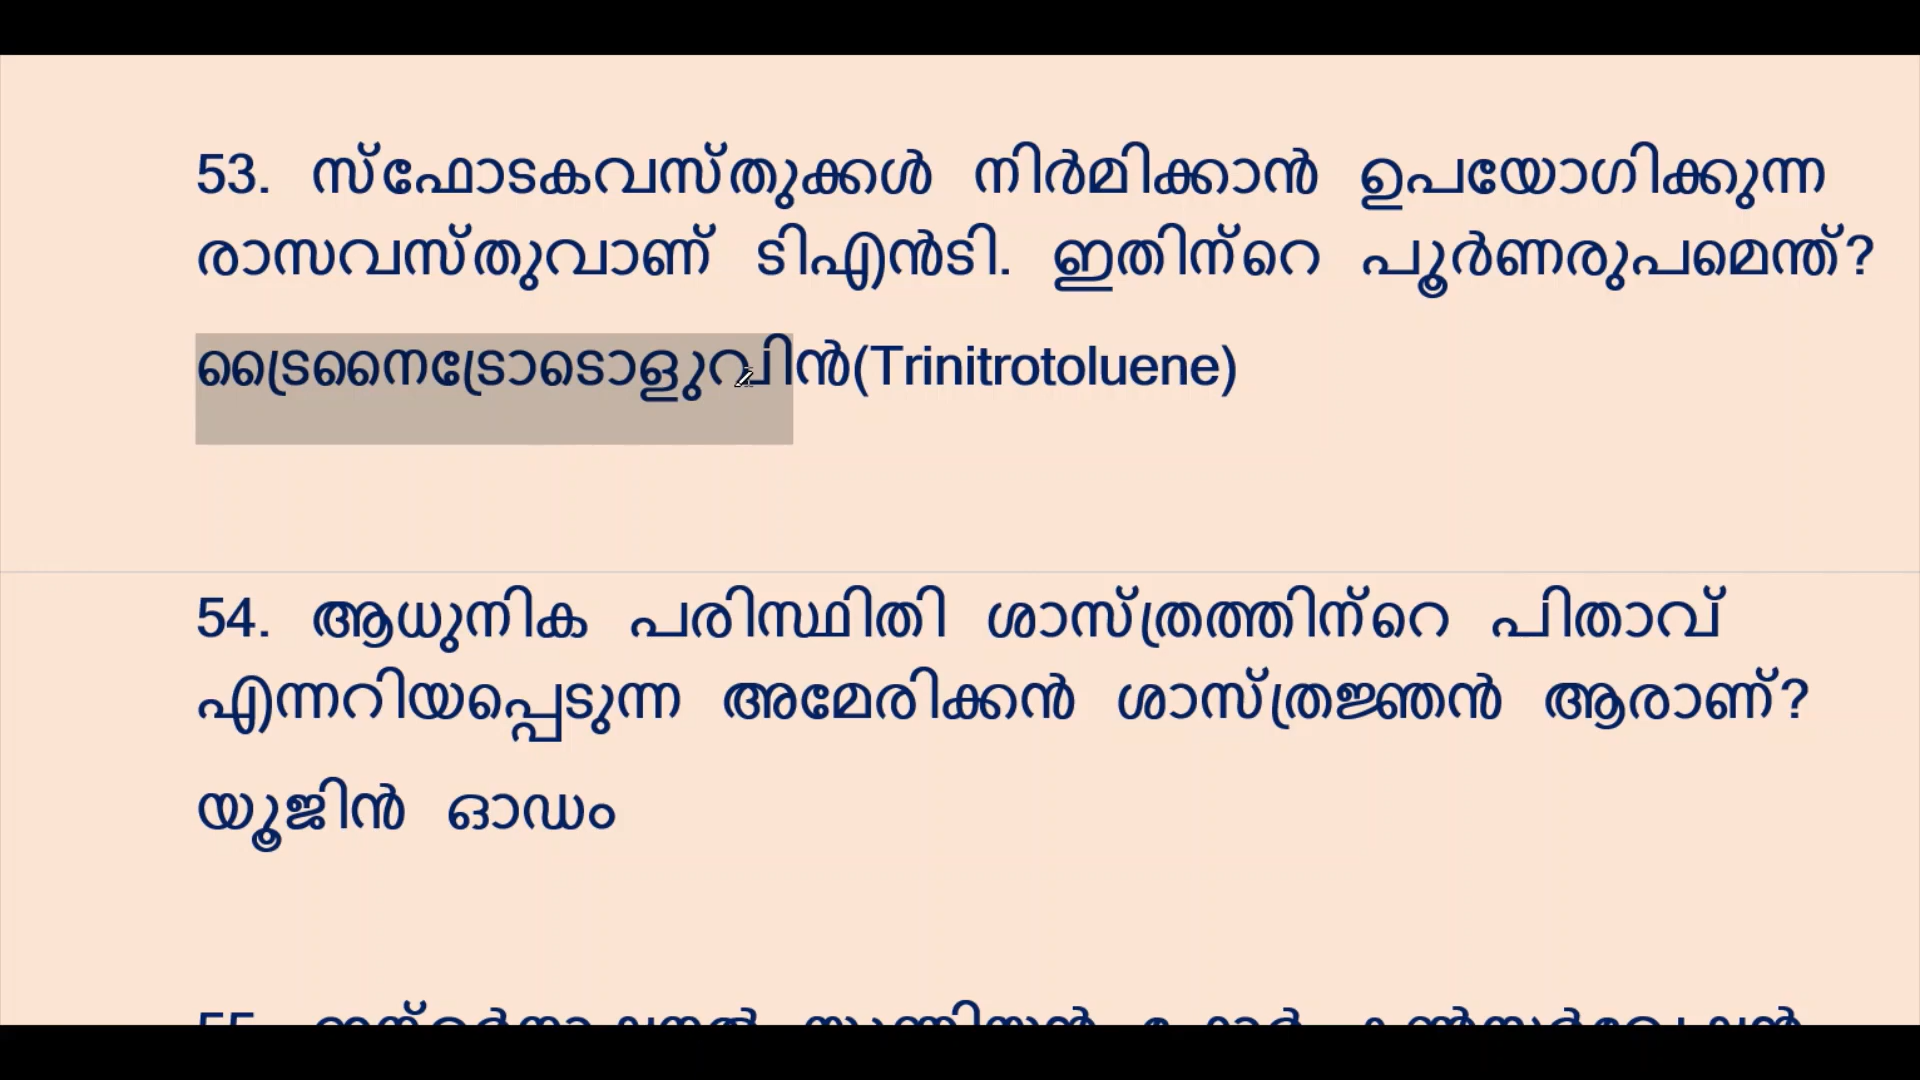 53. സ്ഫോടകവസ്തുക്കൾ നിർമിക്കാൻ ഉപയോഗിക്കുന്ന
രാസവസ്തുവാണ് ടിഎൻടി. ഇതിന്റെ പൂർണരുപമെന്ത്?
ട്രൈനൈട്രോടൊളുവിൻ(Trinitrotoluene)
54. ആധുനിക പരിസ്ഥിതി ശാസ്ത്രത്തിന്റെ പിതാവ്
എന്നറിയപ്പെടുന്ന അമേരിക്കൻ ശാസ്ത്രജ്ഞൻ ആരാണ്?
യൂജിൻ ഓഡം